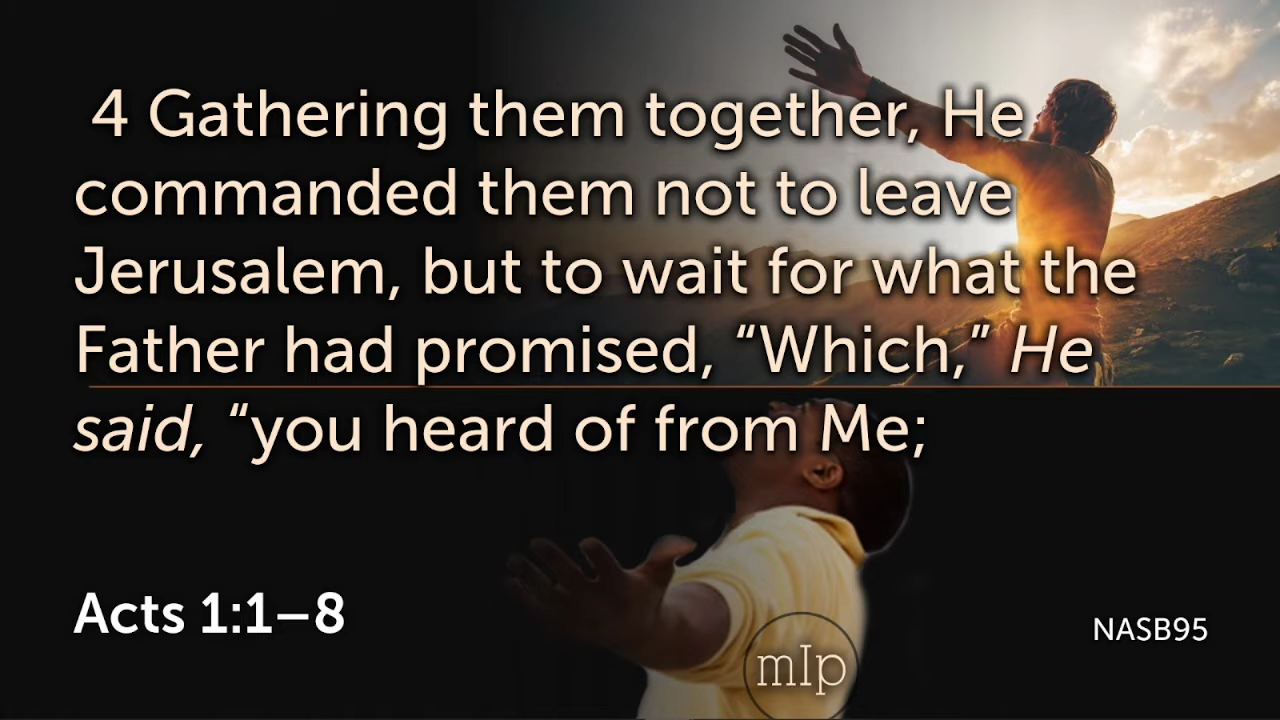 4 Gathering them together, He
commanded them not to leave
Jerusalem, but to wait for what the
Father had promised, “Which,” He
said, “you heard of from Me;
Acts 1:1–8
NASB95
mIp